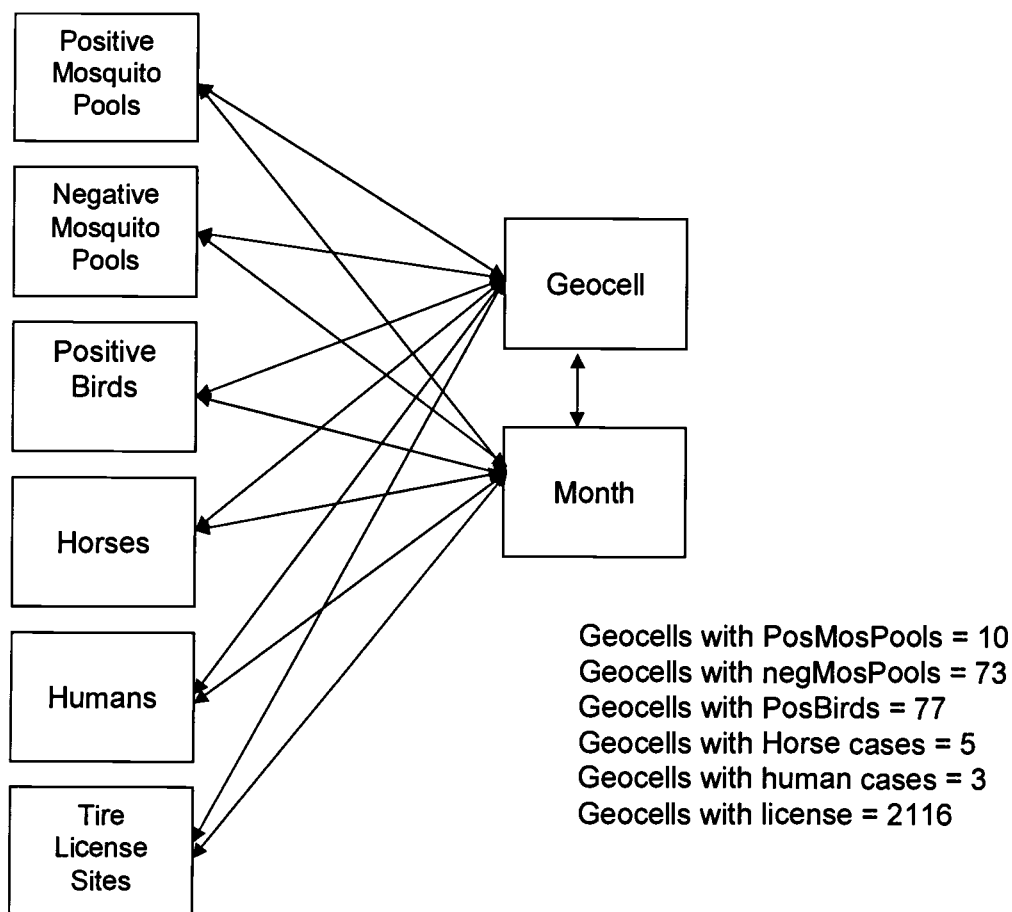 Positive
Mosquito
Pools
Negative
Mosquito
Pools
Positive
Birds
Horses
Humans
Tire
License
Sites
Geocell
Month
Geocells with PosMosPools = 10
Geocells with negMosPools = 73
Geocells with PosBirds = 77
Geocells with Horse cases = 5
Geocells with human cases = 3
Geocells with license = 2116